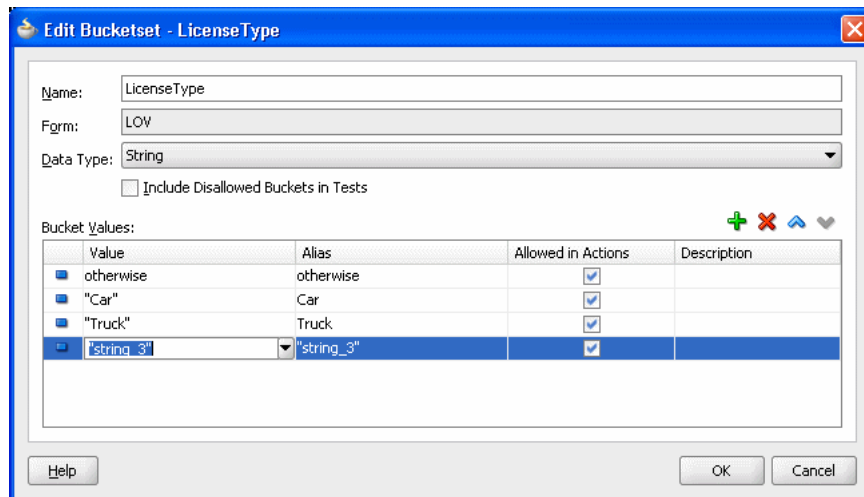 Edit Bucketset - LicenseType
Name: LicenseType
Form: LOV
Data Type: String
Include Disallowed Buckets in Tests
Bucket Values:
Value Alias Allowed in Actions Description
otherwise otherwise
"Car" Car
"Truck" Truck
"string_3" "string_3"
Help OK Cancel